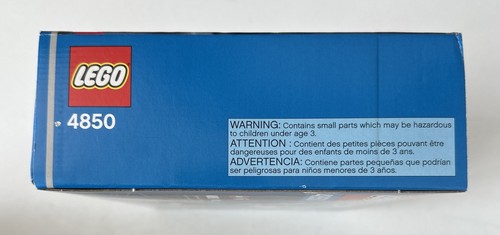 LEGO
4850
WARNING: Contains small parts which may be hazardous
to children under age 3.
ATTENTION : Contient des petites pièces pouvant être
dangereuses pour des enfants de moins de 3 ans.
ADVERTENCIA: Contiene partes pequeñas que podrían
ser peligrosas para niños menores de 3 años.